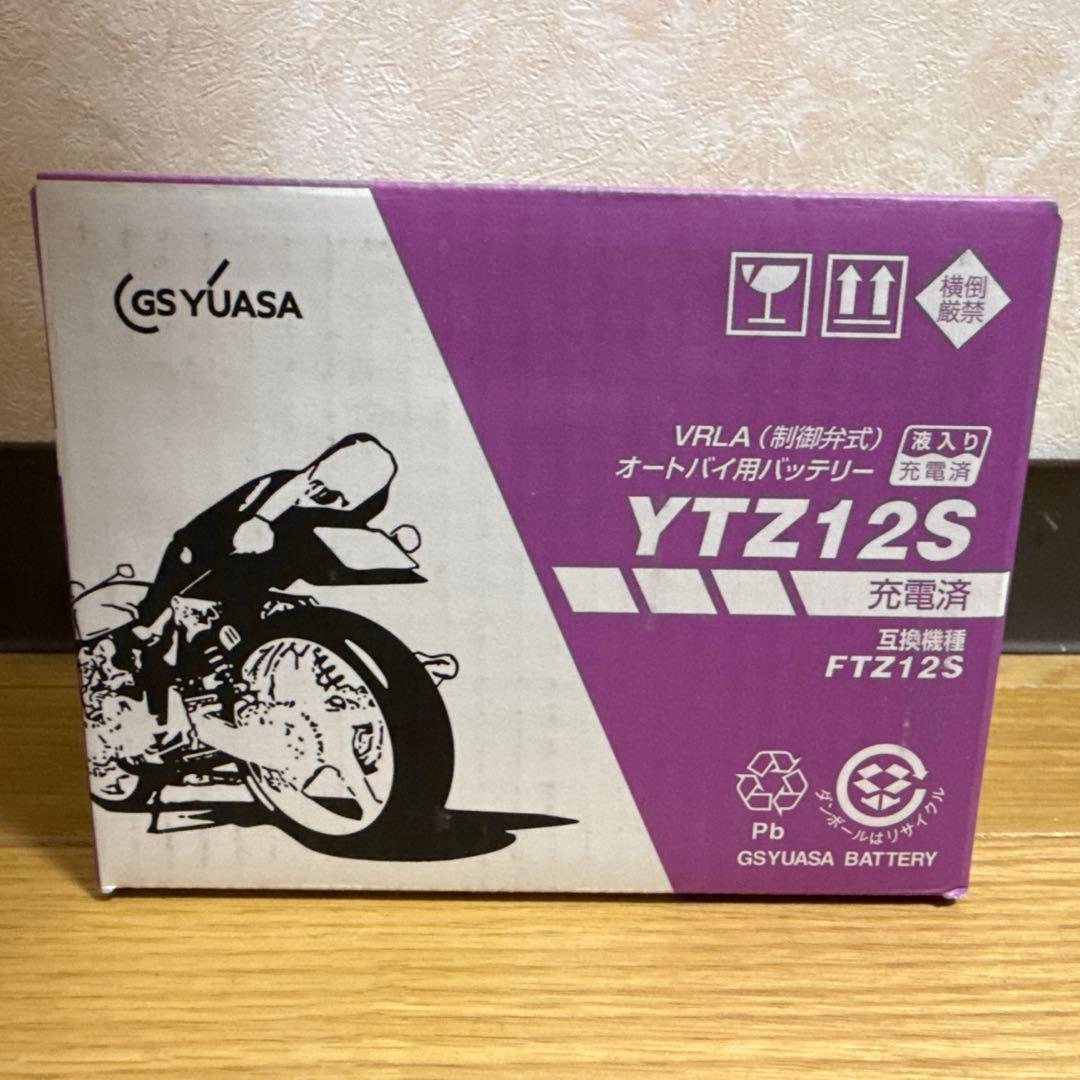 GS YUASA
横倒
厳禁
VRLA（制御弁式）
オートバイ用バッテリー
液入り
充電済
YTZ12S
充電済
互換機種
FTZ12S
Pb
ダンボールはリサイクル
GSYUASA BATTERY